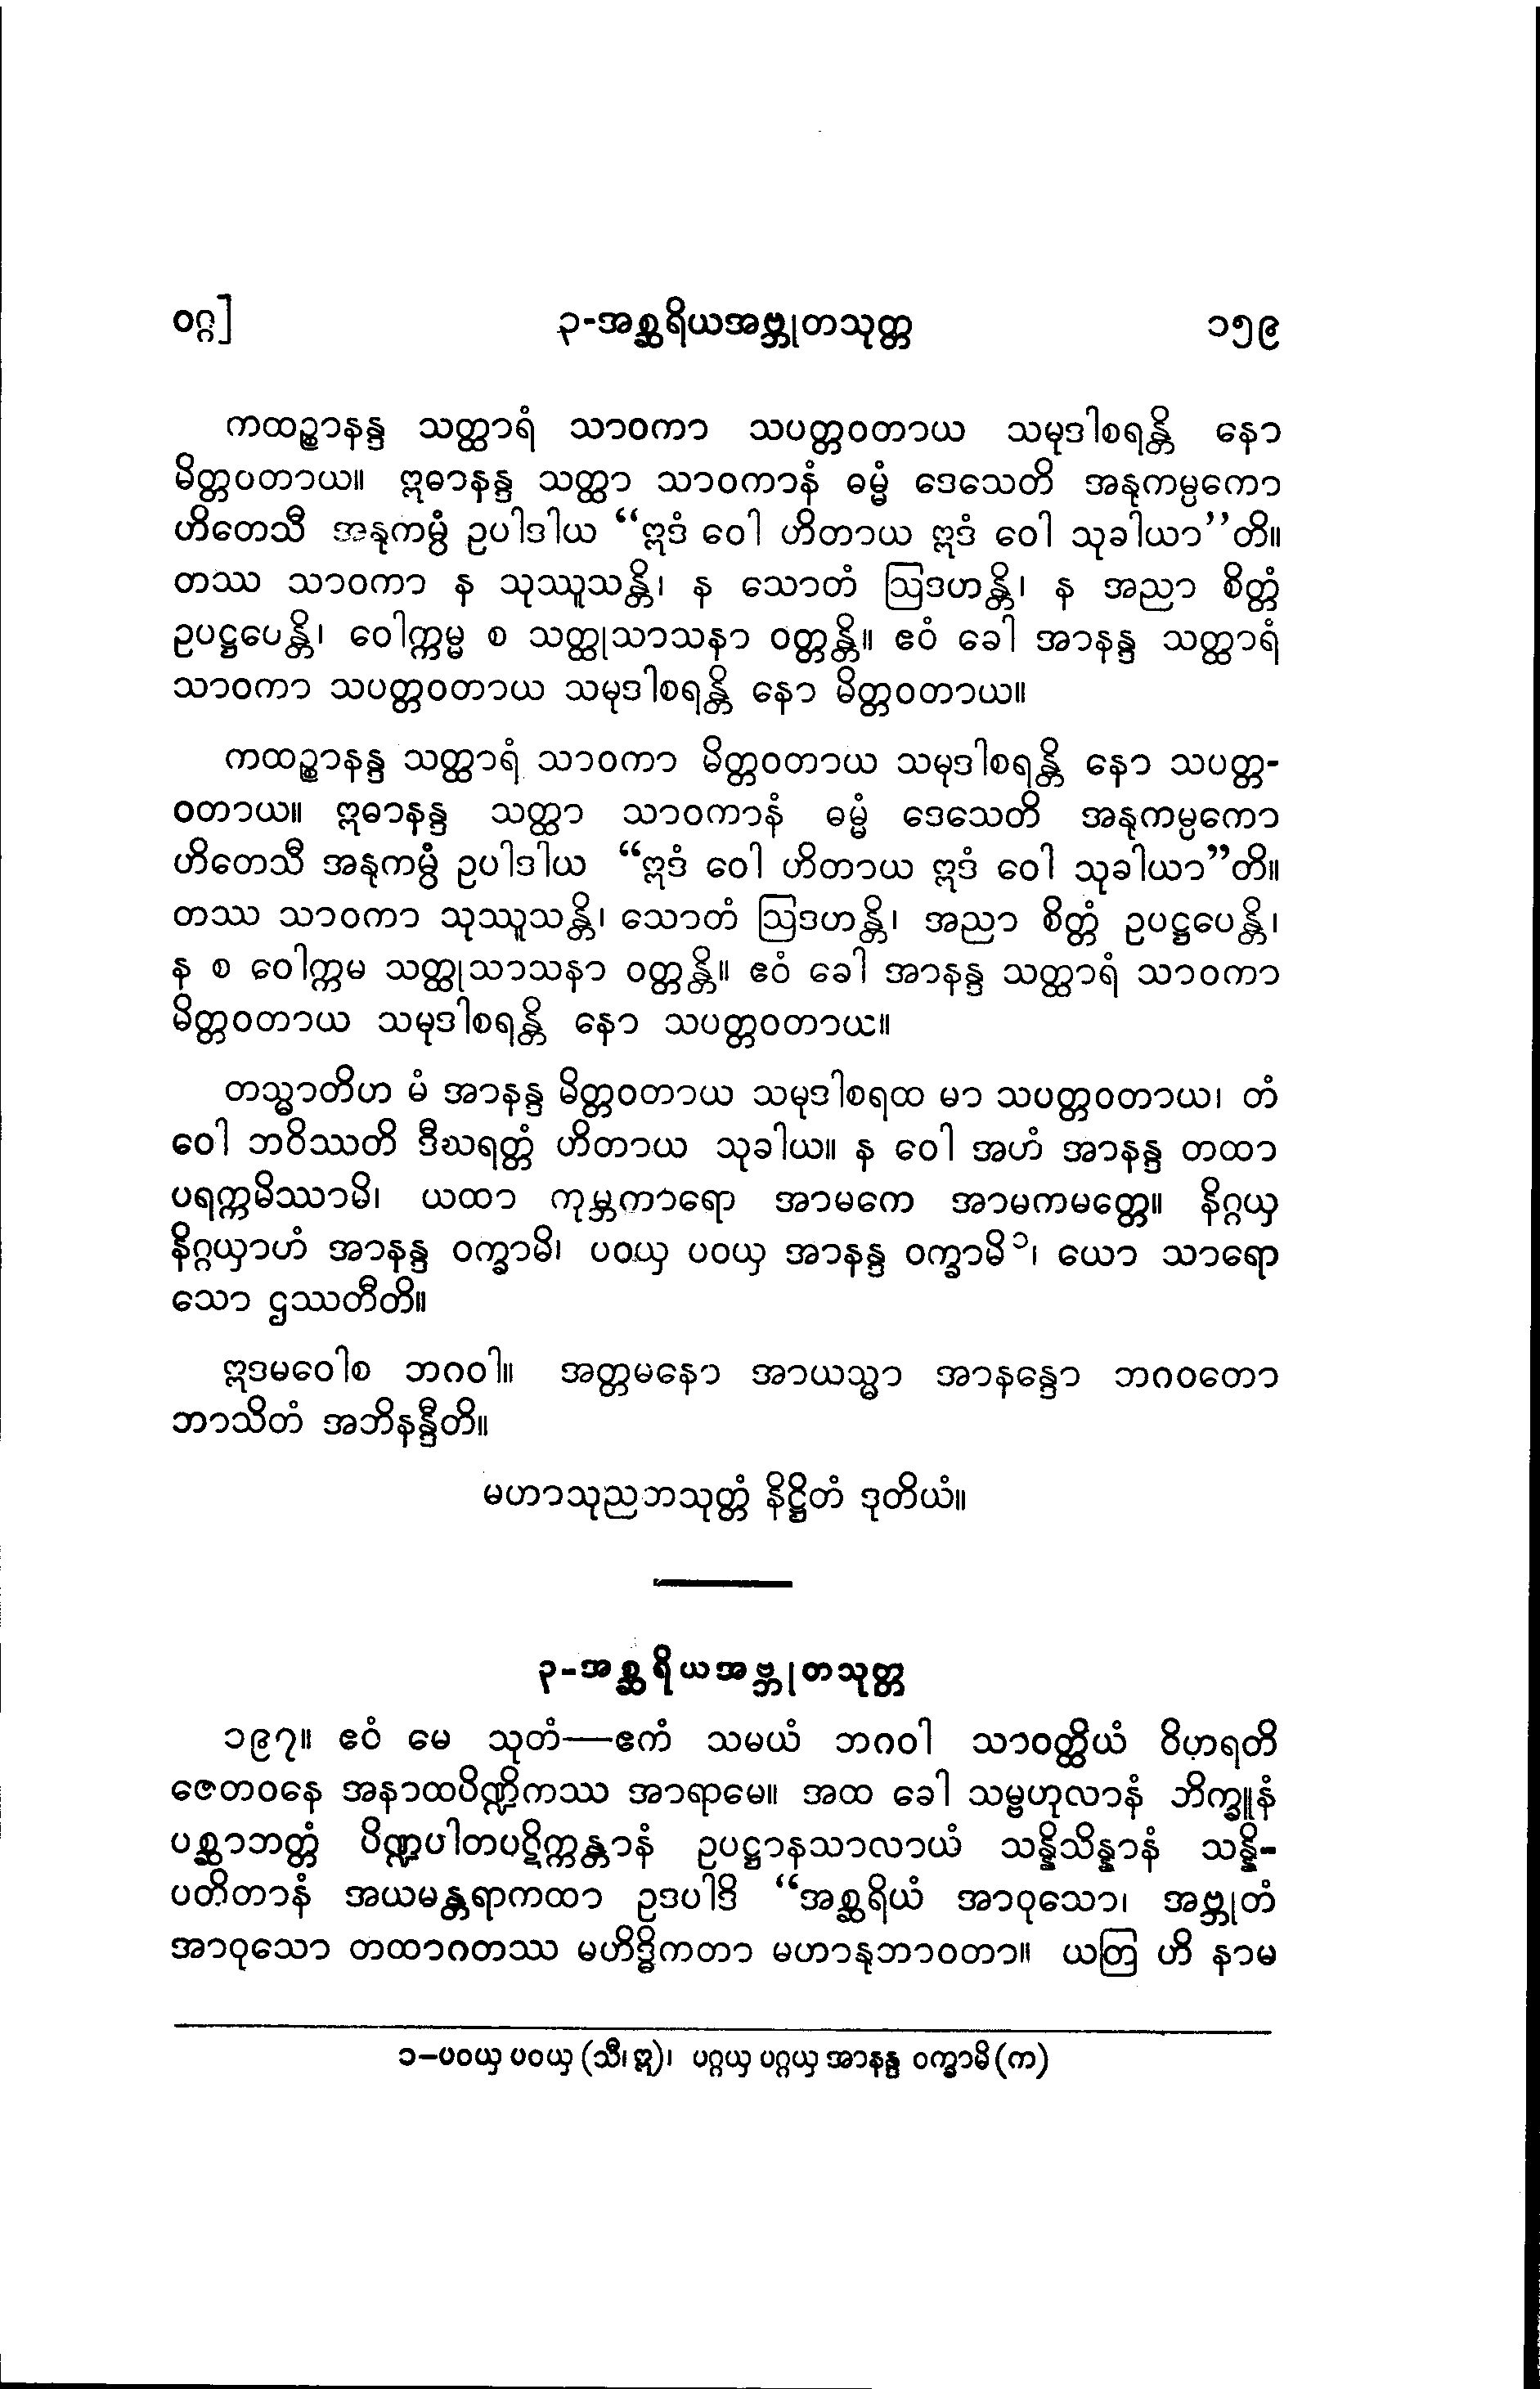 ဝဂ္ဂ] ၃-အစ္ဆရိယအဗ္ဘုတသုတ္တ ၁၅၉
ကထဉ္စာနန္ဒ သတ္ထာရံ သာဝကာ သပတ္တဝတာယ သမုဒါစရန္တိ နော
မိတ္တဝတာယ။ ဣဓာနန္ဒ သတ္ထာ သာဝကာနံ ဓမ္မံ ဒေသေတိ အနုကမ္ပကော
ဟိတေသီ အနုကမ္ပံ ဥပါဒါယ “ဣဒံ ဝေါ ဟိတာယ ဣဒံ ဝေါ သုခါယာ”တိ။
တဿ သာဝကာ န သုဿူသန္တိ၊ န သောတံ ဩဒဟန္တိ၊ န အညာ စိတ္တံ
ဥပဋ္ဌပေန္တိ၊ ဝေါက္ကမ္မ စ သတ္ထုသာသနာ ဝတ္တန္တိ။ ဧဝံ ခေါ အာနန္ဒ သတ္ထာရံ
သာဝကာ သပတ္တဝတာယ သမုဒါစရန္တိ နော မိတ္တဝတာယ။
ကထဉ္စာနန္ဒ သတ္ထာရံ သာဝကာ မိတ္တဝတာယ သမုဒါစရန္တိ နော သပတ္တ-
ဝတာယ။ ဣဓာနန္ဒ သတ္ထာ သာဝကာနံ ဓမ္မံ ဒေသေတိ အနုကမ္ပကော
ဟိတေသီ အနုကမ္ပံ ဥပါဒါယ “ဣဒံ ဝေါ ဟိတာယ ဣဒံ ဝေါ သုခါယာ”တိ။
တဿ သာဝကာ သုဿူသန္တိ၊ သောတံ ဩဒဟန္တိ၊ အညာ စိတ္တံ ဥပဋ္ဌပေန္တိ၊
န စ ဝေါက္ကမ သတ္ထုသာသနာ ဝတ္တန္တိ။ ဧဝံ ခေါ အာနန္ဒ သတ္ထာရံ သာဝကာ
မိတ္တဝတာယ သမုဒါစရန္တိ နော သပတ္တဝတာယ။
တသ္မာတိဟ မံ အာနန္ဒ မိတ္တဝတာယ သမုဒါစရထ မာ သပတ္တဝတာယ၊ တံ
ဝေါ ဘဝိဿတိ ဒီဃရတ္တံ ဟိတာယ သုခါယ။ န ဝေါ အဟံ အာနန္ဒ တထာ
ပရက္ကမိဿာမိ၊ ယထာ ကုမ္ဘကာရော အာမကေ အာမကမတ္တေ။ နိဂ္ဂယှ
နိဂ္ဂယှာဟံ အာနန္ဒ ဝက္ခာမိ၊ ပဝယှ ပဝယှ အာနန္ဒ ဝက္ခာမိ၁၊ ယော သာရော
သော ဌဿတီတိ။
ဣဒမဝေါစ ဘဂဝါ။ အတ္တမနော အာယသ္မာ အာနန္ဒော ဘဂဝတော
ဘာသိတံ အဘိနန္ဒီတိ။
မဟာသုညတသုတ္တံ နိဋ္ဌိတံ ဒုတိယံ။
၃-အစ္ဆရိယအဗ္ဘုတသုတ္တ
၁၉၇။ ဧဝံ မေ သုတံ—ဧကံ သမယံ ဘဂဝါ သာဝတ္ထိယံ ဝိဟရတိ
ဇေတဝနေ အနာထပိဏ္ဍိကဿ အာရာမေ။ အထ ခေါ သမ္ဗဟုလာနံ ဘိက္ခူနံ
ပစ္ဆာဘတ္တံ ပိဏ္ဍပါတပဋိက္ကန္တာနံ ဥပဋ္ဌာနသာလာယံ သန္နိသိန္နာနံ သန္နိ-
ပတိတာနံ အယမန္တရာကထာ ဥဒပါဒိ “အစ္ဆရိယံ အာဝုသော၊ အဗ္ဘုတံ
အာဝုသော တထာဂတဿ မဟိဒ္ဓိကတာ မဟာနုဘာဝတာ။ ယတြ ဟိ နာမ
၁–ပဝယှ ပဝယှ (သီ၊ ဣ)၊ ပဂ္ဂယှ ပဂ္ဂယှ အာနန္ဒ ဝက္ခာမိ (က)